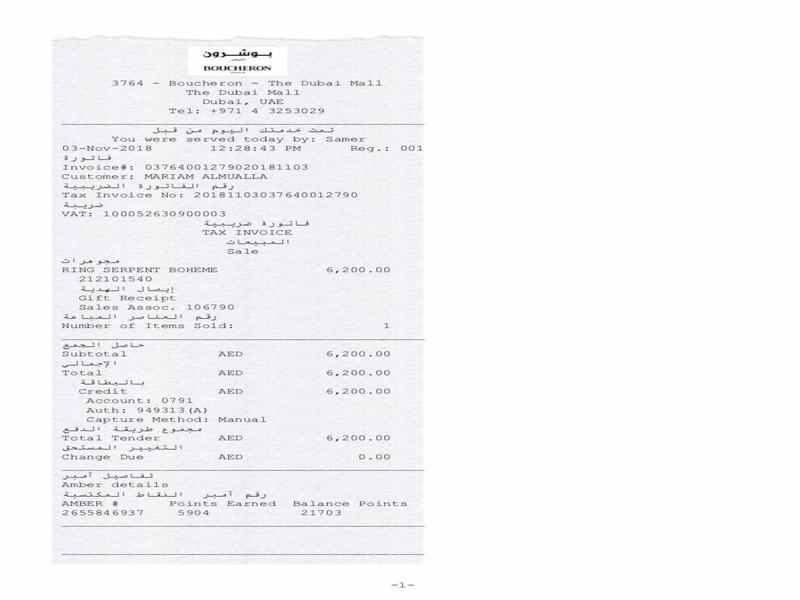 بوشرون
BOUCHERON
3764 - Boucheron - The Dubai Mall
The Dubai Mall
Dubai, UAE
Tel: +971 4 3253029
تمت خدمتك اليوم من قبل
You were served today by: Samer
03-Nov-2018 12:28:43 PM Reg.: 001
فاتورة
Invoice#: 03764001279020181103
Customer: MARIAM ALMUALLA
رقم الفاتورة الضريبية
Tax Invoice No: 20181103037640012790
ضريبة
VAT: 100052630900003
فاتورة ضريبية
TAX INVOICE
المبيعات
Sale
مجوهرات
RING SERPENT BOHEME 6,200.00
212101540
إيصال الهدية
Gift Receipt
Sales Assoc. 106790
رقم العناصر المباعة
Number of Items Sold: 1
حاصل الجمع
Subtotal AED 6,200.00
الإجمالي
Total AED 6,200.00
بالبطاقة
Credit AED 6,200.00
Account: 0791
Auth: 949313(A)
Capture Method: Manual
مجموع طريقة الدفع
Total Tender AED 6,200.00
التغيير المستحق
Change Due AED 0.00
تفاصيل آمبر
Amber details
رقم آمبر النقاط المكتسبة
AMBER # Points Earned Balance Points
2655846937 5904 21703
-1-